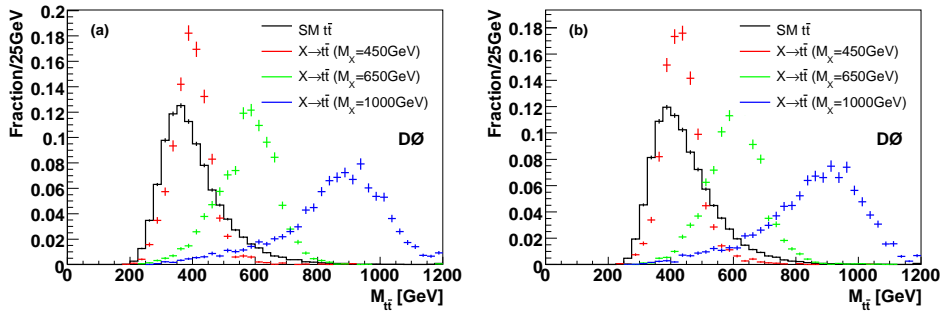 Fraction/25GeV
0.2
0.18
0.16
0.14
0.12
0.1
0.08
0.06
0.04
0.02
0
(a)
SM tt̄
X→tt̄ (M_X=450GeV)
X→tt̄ (M_X=650GeV)
X→tt̄ (M_X=1000GeV)
DØ
0 200 400 600 800 1000 1200
M_tt̄ [GeV]
Fraction/25GeV
0.18
0.16
0.14
0.12
0.1
0.08
0.06
0.04
0.02
0
(b)
SM tt̄
X→tt̄ (M_X=450GeV)
X→tt̄ (M_X=650GeV)
X→tt̄ (M_X=1000GeV)
DØ
0 200 400 600 800 1000 1200
M_tt̄ [GeV]